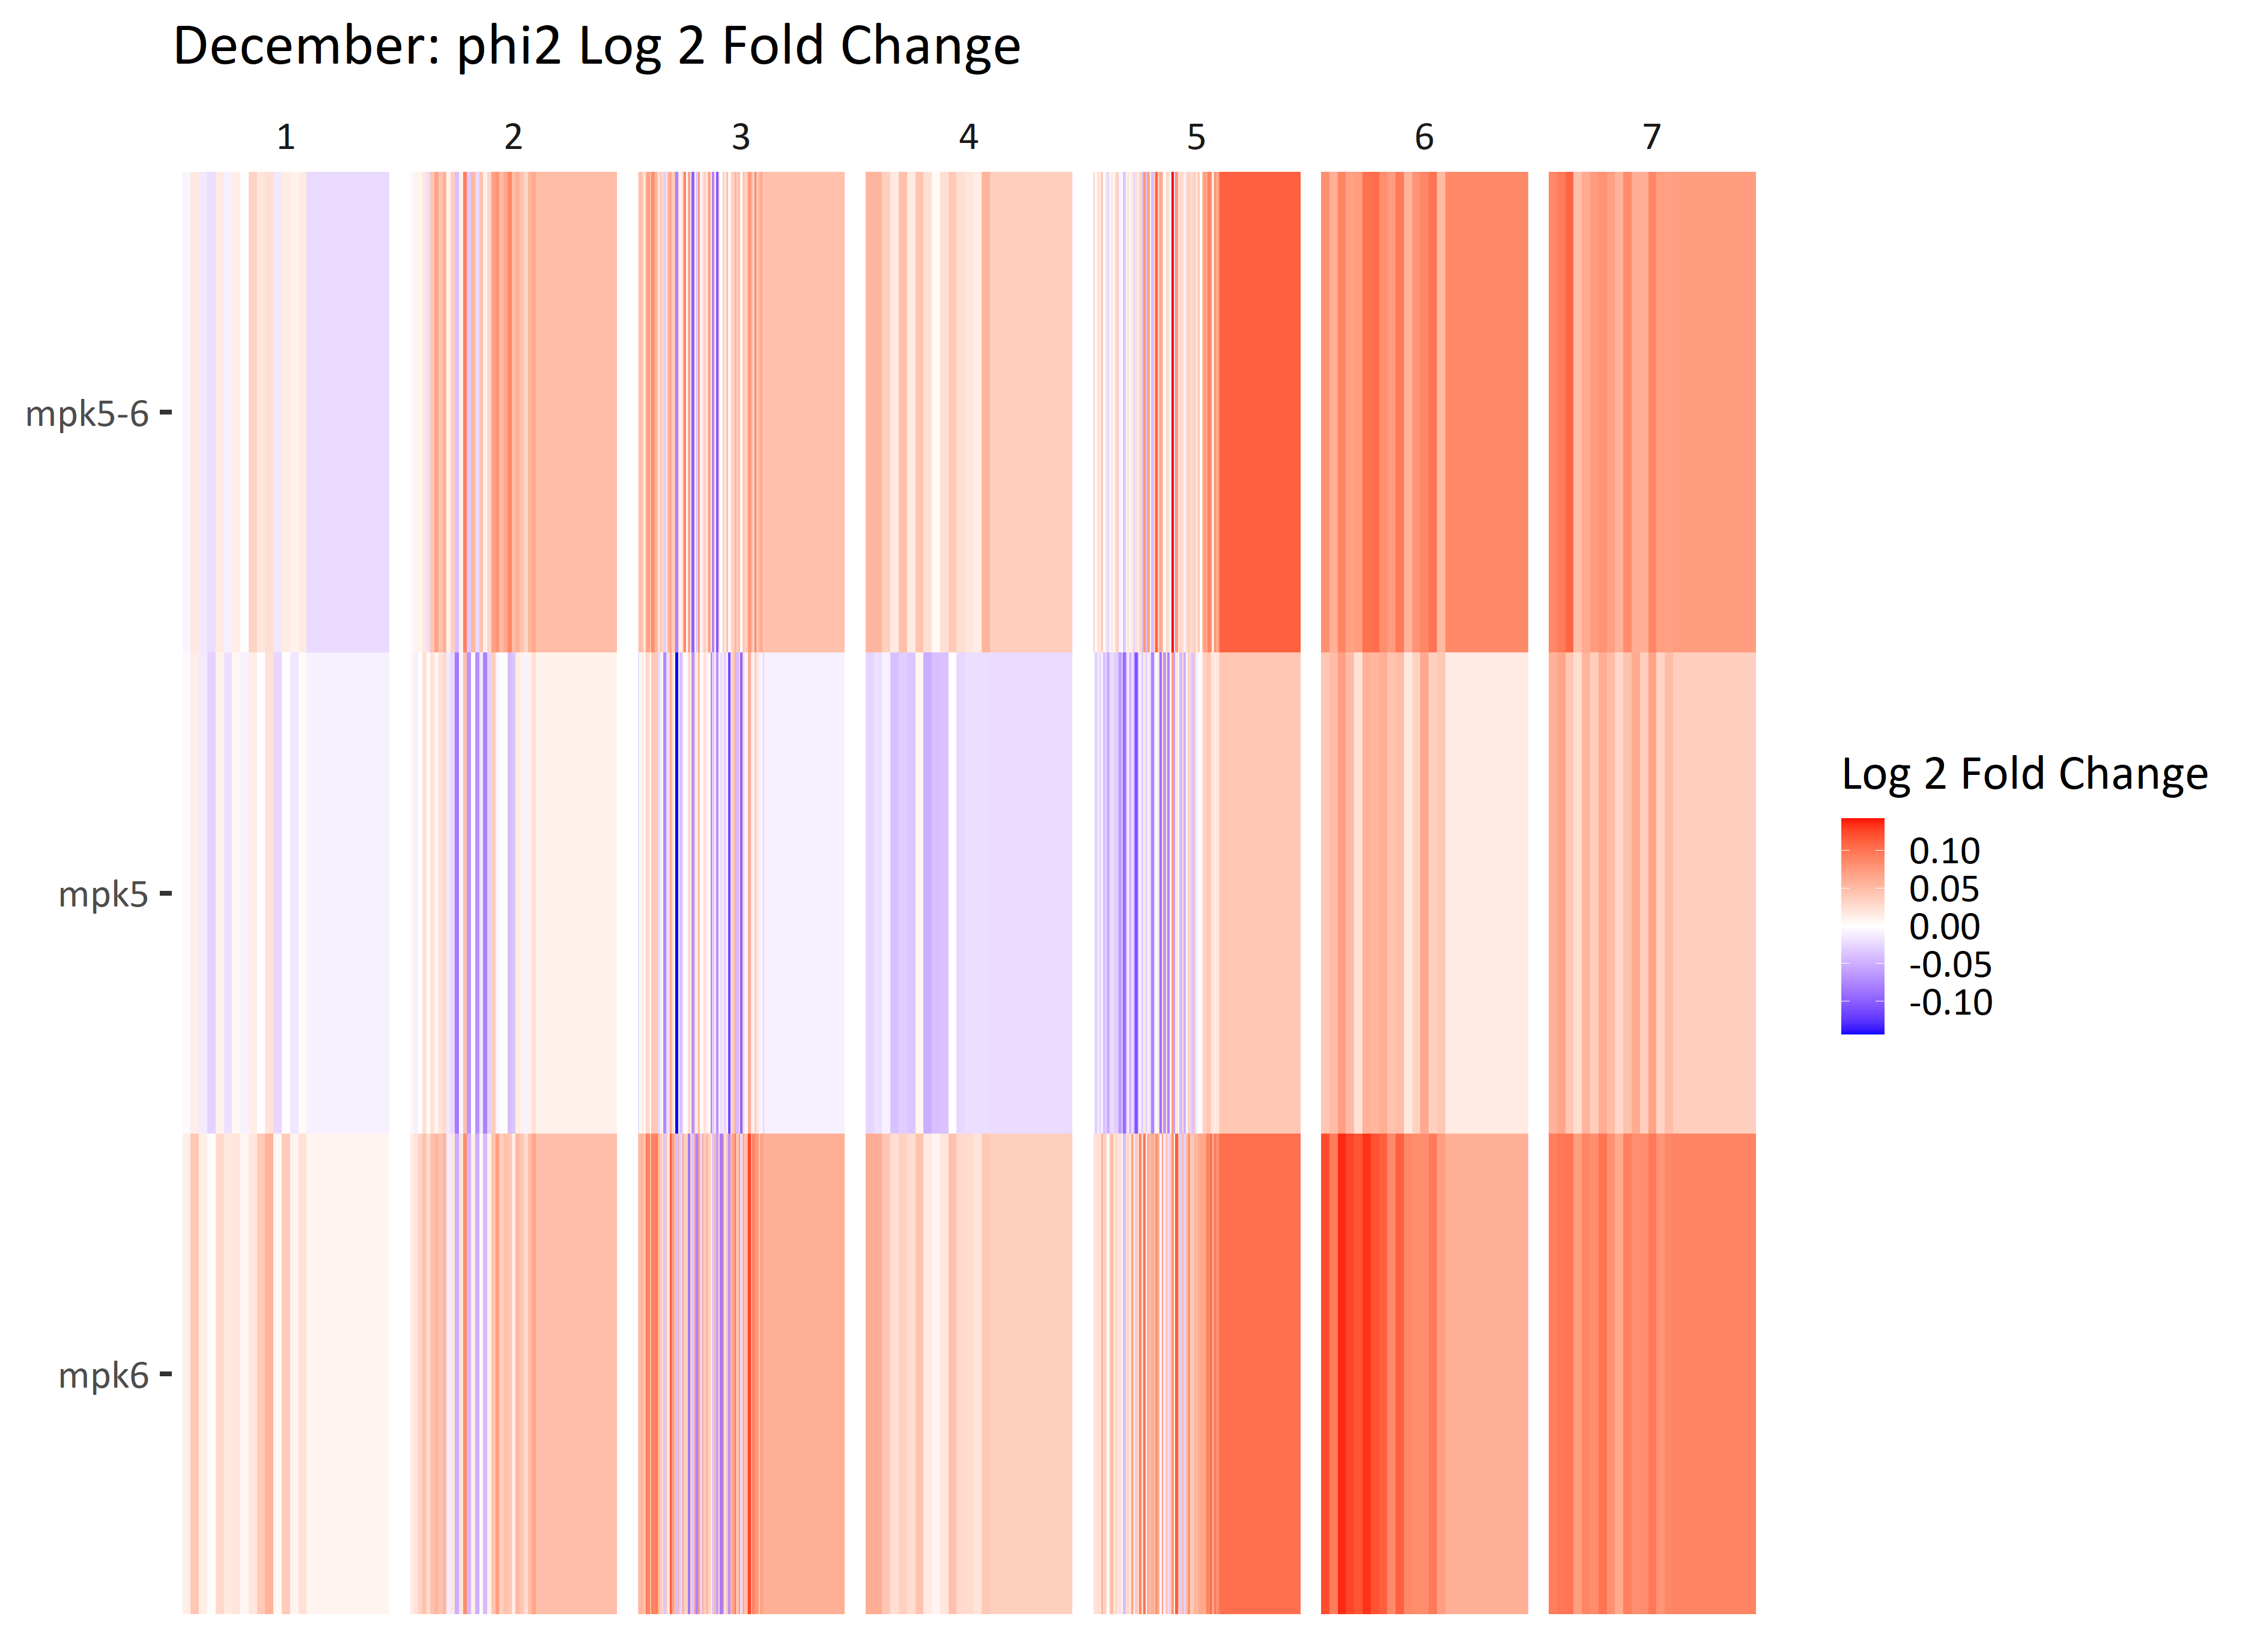 December: phi2 Log 2 Fold Change
1 2 3 4 5 6 7
mpk5-6
mpk5
mpk6
Log 2 Fold Change
0.10
0.05
0.00
-0.05
-0.10